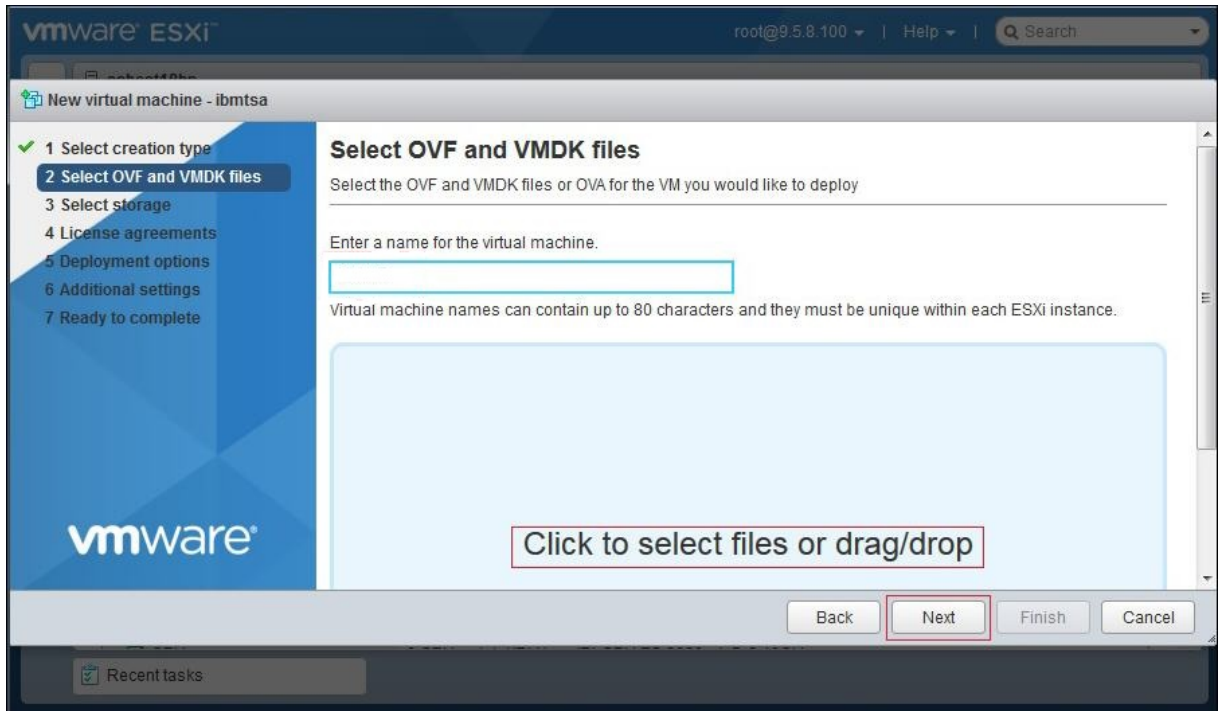 vmware ESXi™
root@9.5.8.100 | Help | Search
New virtual machine - ibmtsa
1 Select creation type
2 Select OVF and VMDK files
3 Select storage
4 License agreements
5 Deployment options
6 Additional settings
7 Ready to complete
vmware®
Select OVF and VMDK files
Select the OVF and VMDK files or OVA for the VM you would like to deploy
Enter a name for the virtual machine.
Virtual machine names can contain up to 80 characters and they must be unique within each ESXi instance.
Click to select files or drag/drop
Back
Next
Finish
Cancel
Recent tasks